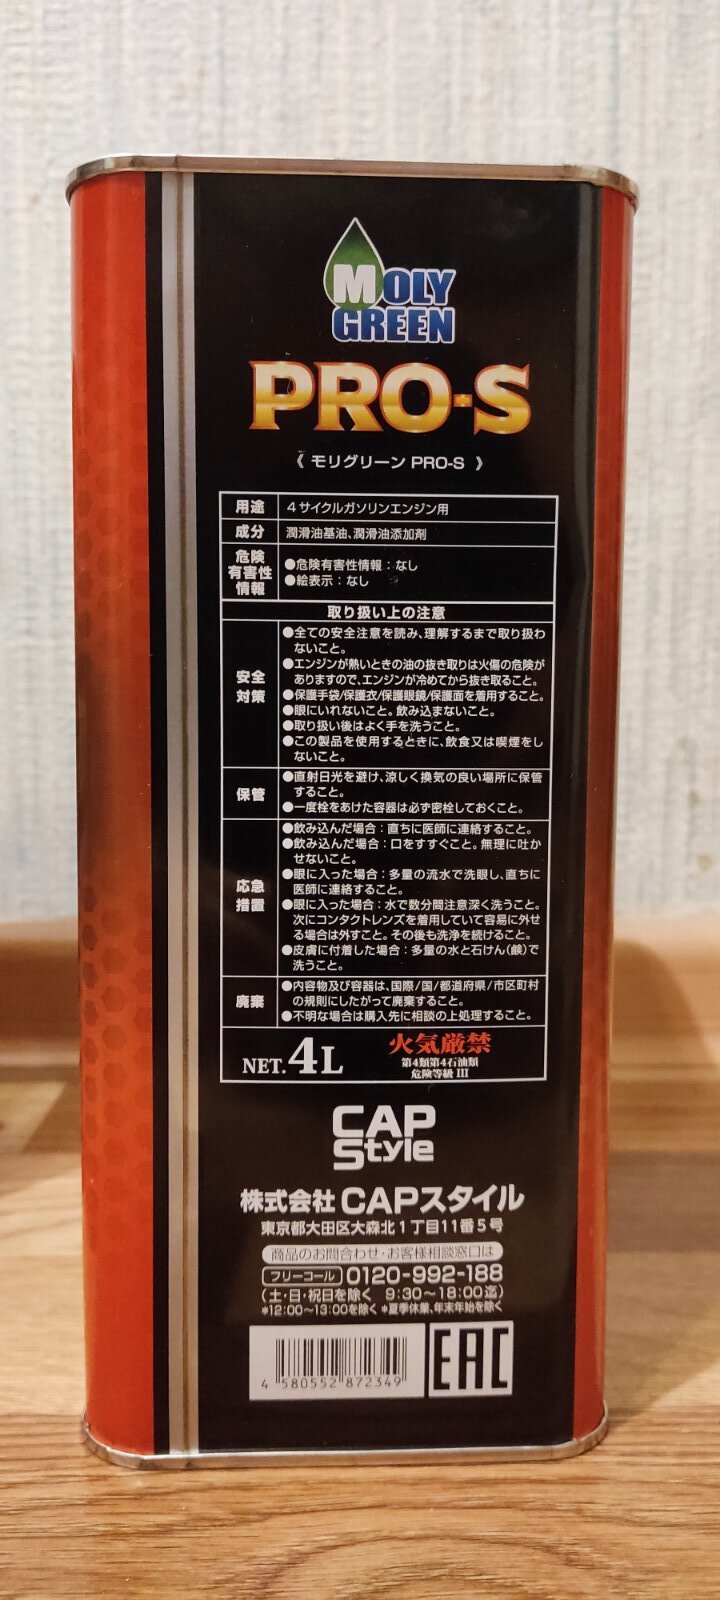 MOLY
GREEN
PRO-S
《 モリグリーン PRO-S 》
用途 4サイクルガソリンエンジン用
成分 潤滑油基油、潤滑油添加剤
危険
有害性
情報
●危険有害性情報：なし
●絵表示：なし
取り扱い上の注意
安全
対策
●全ての安全注意を読み、理解するまで取り扱わ
ないこと。
●エンジンが熱いときの油の抜き取りは火傷の危険が
ありますので、エンジンが冷めてから抜き取ること。
●保護手袋/保護衣/保護眼鏡/保護面を着用すること。
●眼にいれないこと。飲み込まないこと。
●取り扱い後はよく手を洗うこと。
●この製品を使用するときに、飲食又は喫煙をし
ないこと。
保管
●直射日光を避け、涼しく換気の良い場所に保管
すること。
●一度栓をあけた容器は必ず密栓しておくこと。
応急
措置
●飲み込んだ場合：直ちに医師に連絡すること。
●飲み込んだ場合：口をすすぐこと。無理に吐か
せないこと。
●眼に入った場合：多量の流水で洗眼し、直ちに
医師に連絡すること。
●眼に入った場合：水で数分間注意深く洗うこと。
次にコンタクトレンズを着用していて容易に外せ
る場合は外すこと。その後も洗浄を続けること。
●皮膚に付着した場合：多量の水と石けん(鹸)で
洗うこと。
廃棄
●内容物及び容器は、国際/国/都道府県/市区町村
の規則にしたがって廃棄すること。
●不明な場合は購入先に相談の上処理すること。
NET. 4L
火気厳禁
第4類第4石油類
危険等級 III
CAP
Style
株式会社 CAPスタイル
東京都大田区大森北1丁目11番5号
商品のお問合わせ・お客様相談窓口は
フリーコール 0120-992-188
(土・日・祝日を除く 9:30～18:00迄)
*12:00～13:00を除く *夏季休業、年末年始を除く
4 580552 872349
EAC